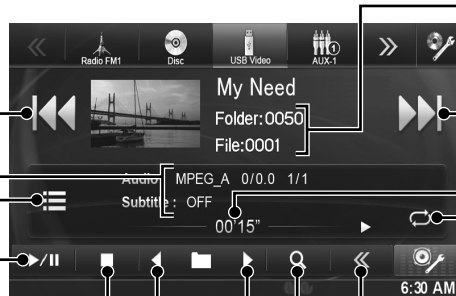 Radio FM1 Disc USB Video AUX-1
1
My Need
Folder:0050
File:0001
Audio : MPEG_A 0/0.0 1/1
Subtitle : OFF
00'15"
6:30 AM